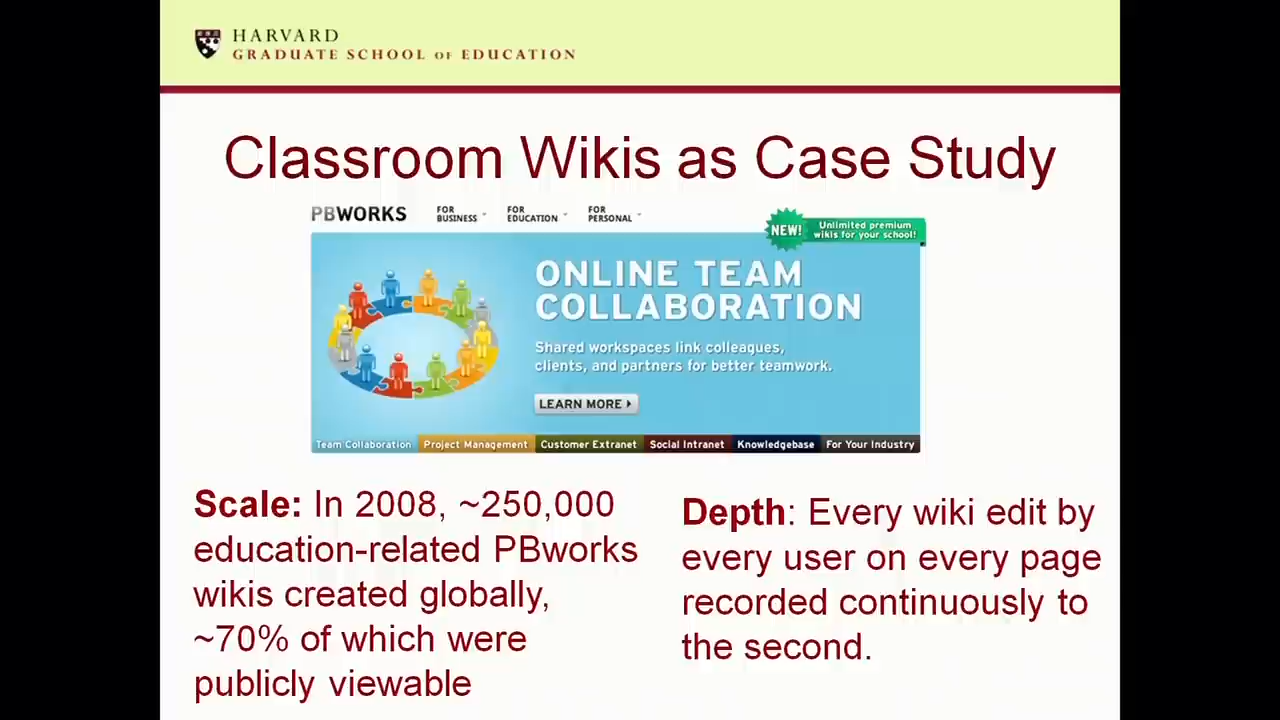 HARVARD
GRADUATE SCHOOL OF EDUCATION
Classroom Wikis as Case Study
PBWORKS
FOR BUSINESS
FOR EDUCATION
FOR PERSONAL
NEW!
Unlimited premium
wikis for your school!
ONLINE TEAM
COLLABORATION
Shared workspaces link colleagues,
clients, and partners for better teamwork.
LEARN MORE
Team Collaboration Project Management Customer Extranet Social Intranet Knowledgebase For Your Industry
Scale: In 2008, ~250,000
education-related PBworks
wikis created globally,
~70% of which were
publicly viewable
Depth: Every wiki edit by
every user on every page
recorded continuously to
the second.